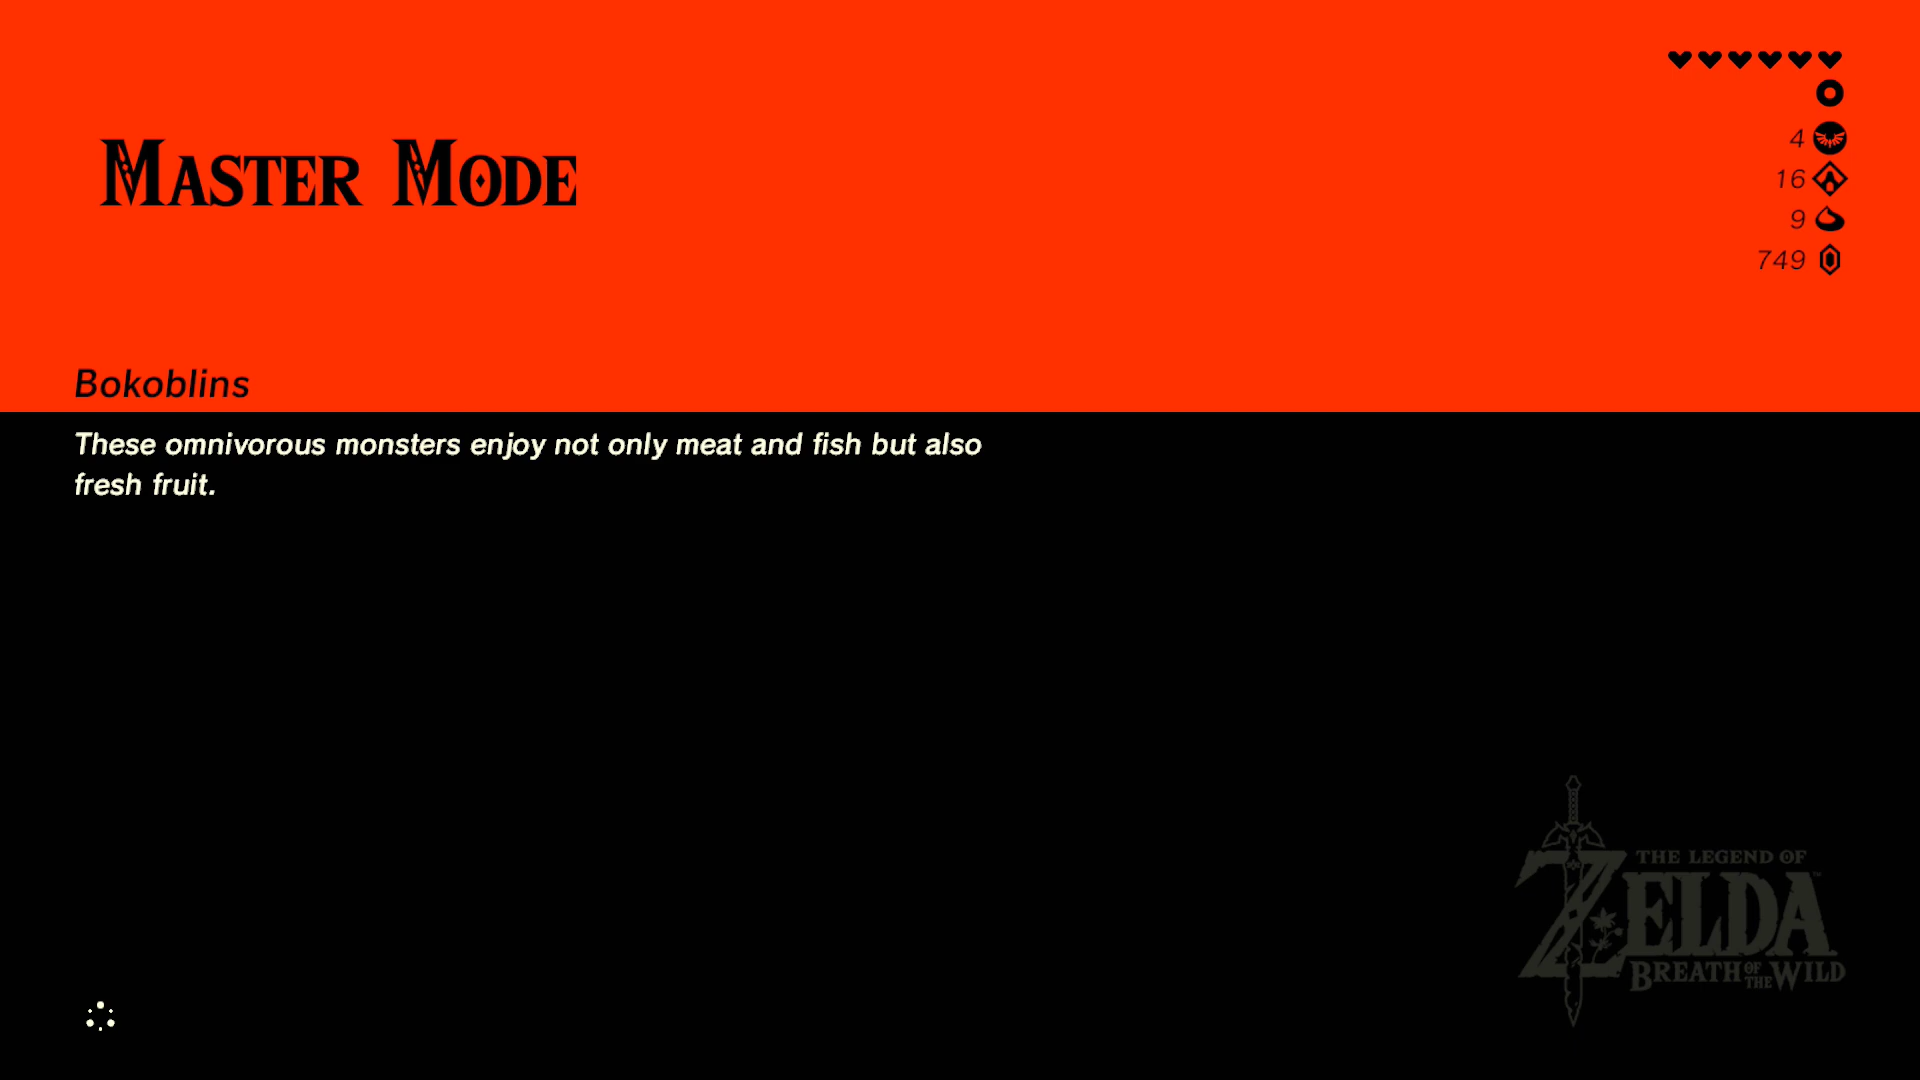 MASTER MODE
4
16
9
749
Bokoblins
These omnivorous monsters enjoy not only meat and fish but also
fresh fruit.
THE LEGEND OF
ZELDA™
BREATH OF THE WILD